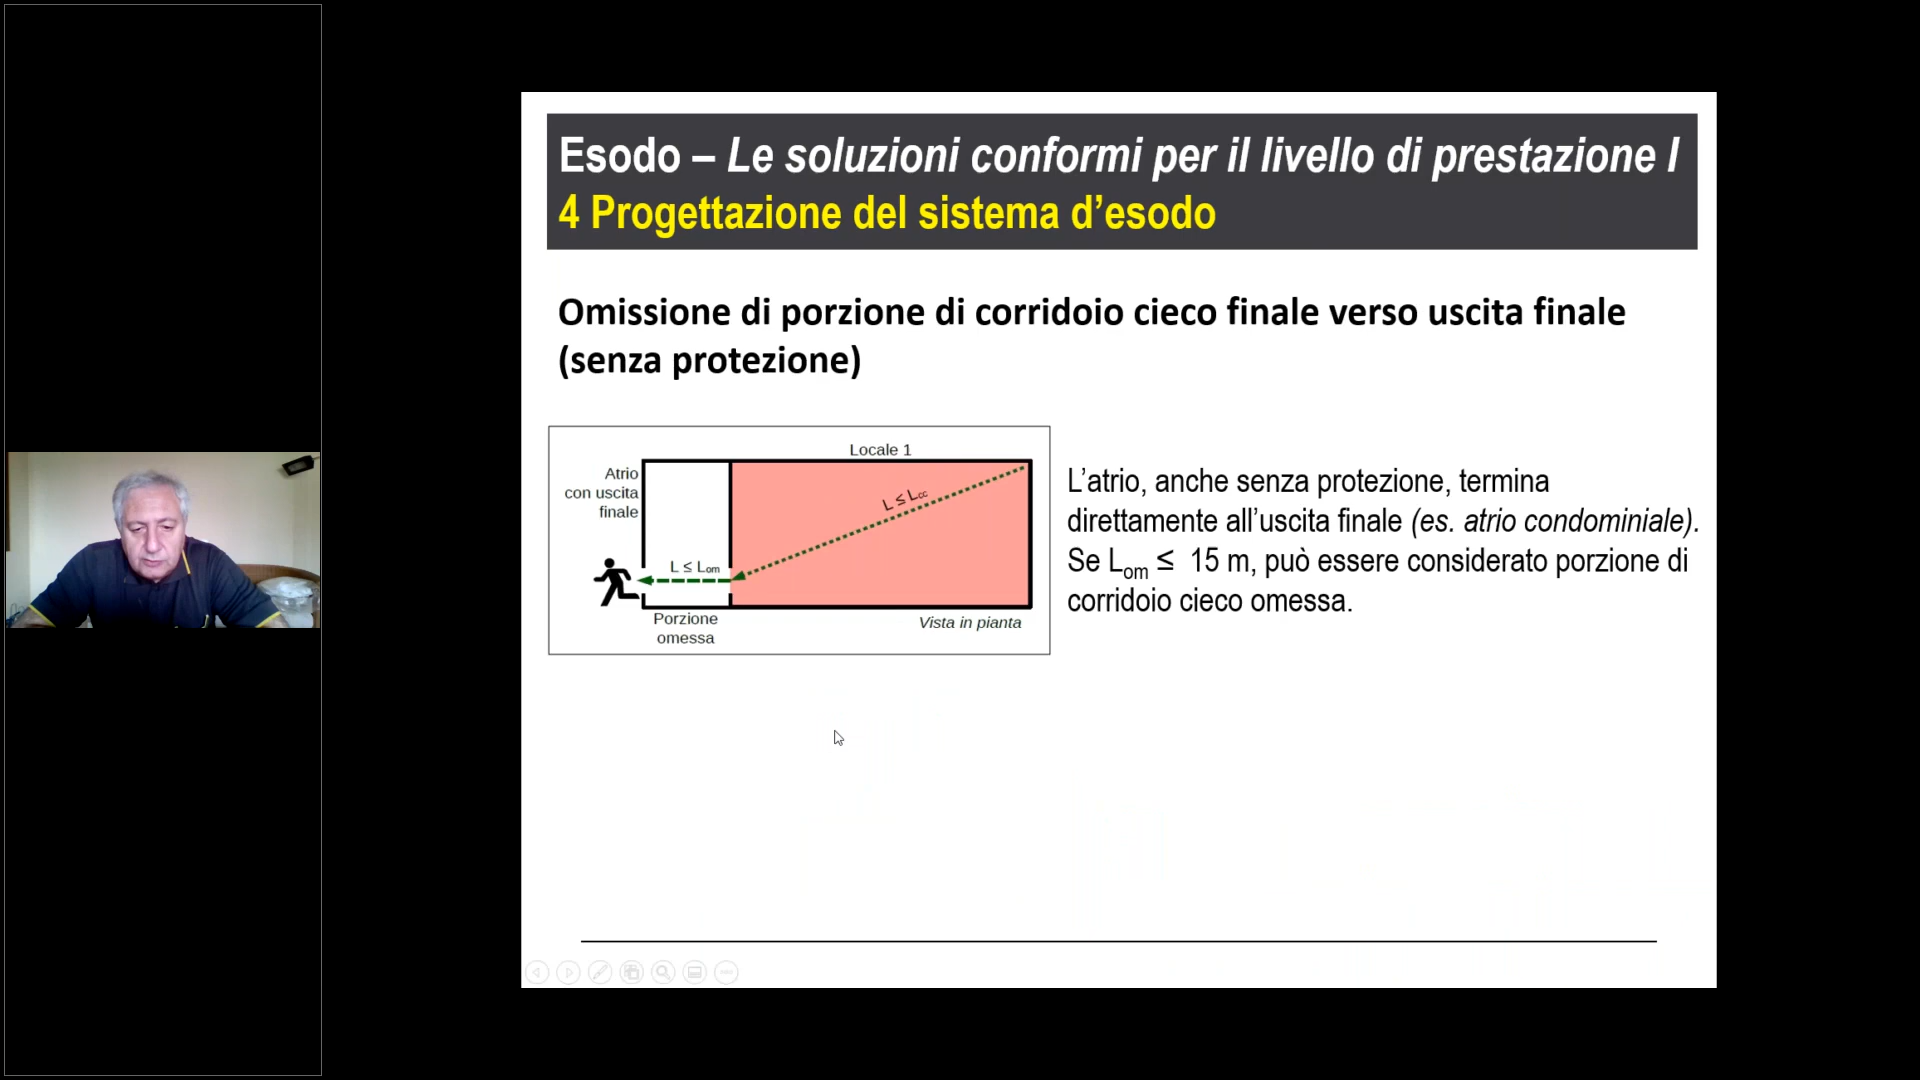 Esodo – Le soluzioni conformi per il livello di prestazione I
4 Progettazione del sistema d’esodo
Omissione di porzione di corridoio cieco finale verso uscita finale
(senza protezione)
Locale 1
Atrio
con uscita
finale
L ≤ Lcc
L ≤ Lom
Porzione
omessa
Vista in pianta
L’atrio, anche senza protezione, termina
direttamente all’uscita finale (es. atrio condominiale).
Se Lom ≤ 15 m, può essere considerato porzione di
corridoio cieco omessa.